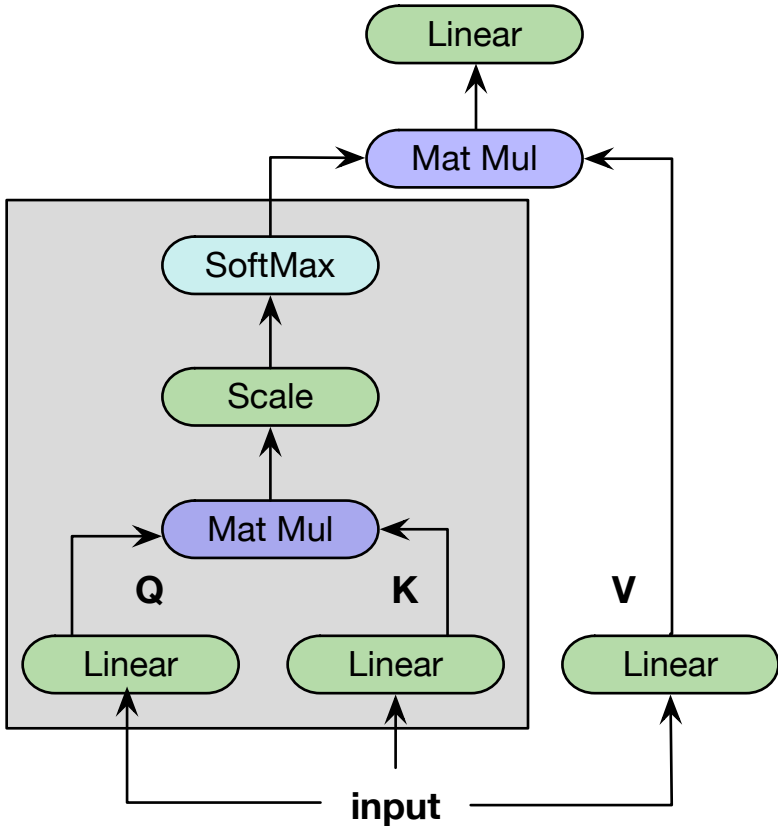 Linear
Mat Mul
SoftMax
Scale
Mat Mul
Q K V
Linear Linear Linear
input